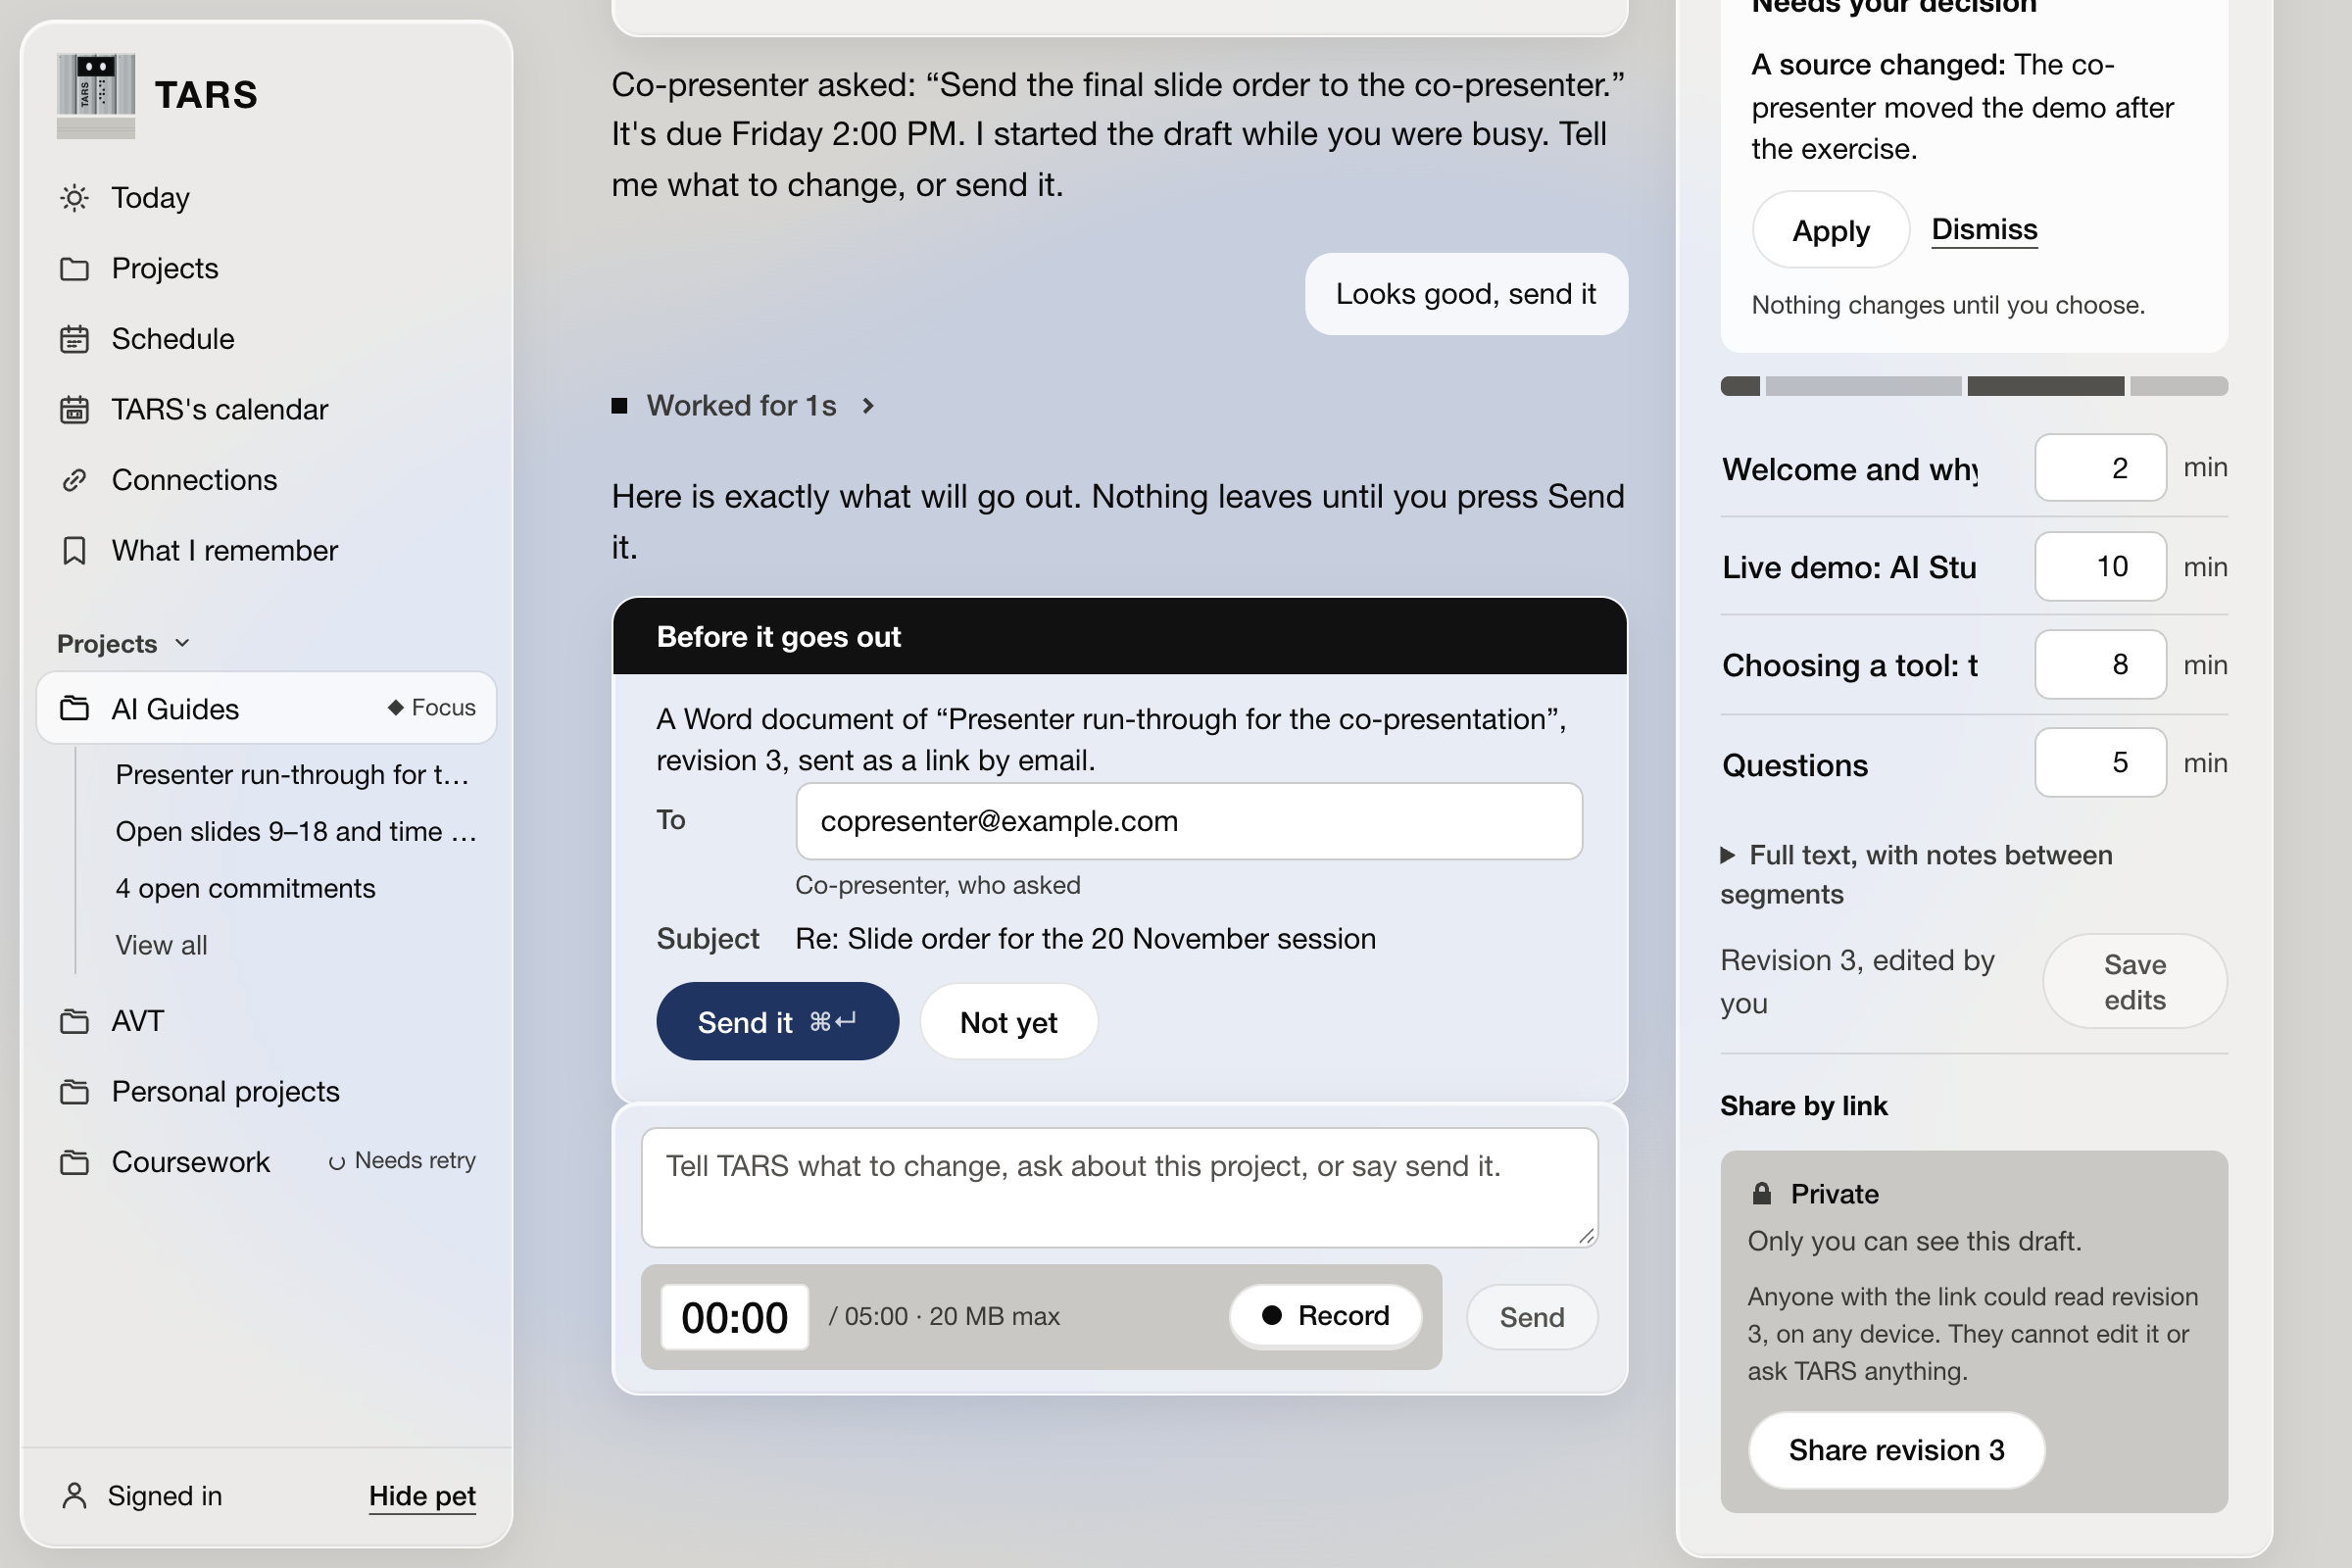 TARS
TARS
Today
Projects
Schedule
TARS's calendar
Connections
What I remember
Projects
AI Guides
Focus
Presenter run-through for t…
Open slides 9–18 and time …
4 open commitments
View all
AVT
Personal projects
Coursework
Needs retry
Signed in
Hide pet
Co-presenter asked: “Send the final slide order to the co-presenter.”
It's due Friday 2:00 PM. I started the draft while you were busy. Tell
me what to change, or send it.
Looks good, send it
Worked for 1s
Here is exactly what will go out. Nothing leaves until you press Send
it.
Before it goes out
A Word document of “Presenter run-through for the co-presentation”,
revision 3, sent as a link by email.
To
copresenter@example.com
Co-presenter, who asked
Subject
Re: Slide order for the 20 November session
Send it ⌘↵
Not yet
Tell TARS what to change, ask about this project, or say send it.
00:00
/ 05:00 · 20 MB max
Record
Send
Needs your decision
A source changed: The co-
presenter moved the demo after
the exercise.
Apply
Dismiss
Nothing changes until you choose.
Welcome and why
2
min
Live demo: AI Stu
10
min
Choosing a tool: t
8
min
Questions
5
min
Full text, with notes between
segments
Revision 3, edited by
you
Save
edits
Share by link
Private
Only you can see this draft.
Anyone with the link could read revision
3, on any device. They cannot edit it or
ask TARS anything.
Share revision 3